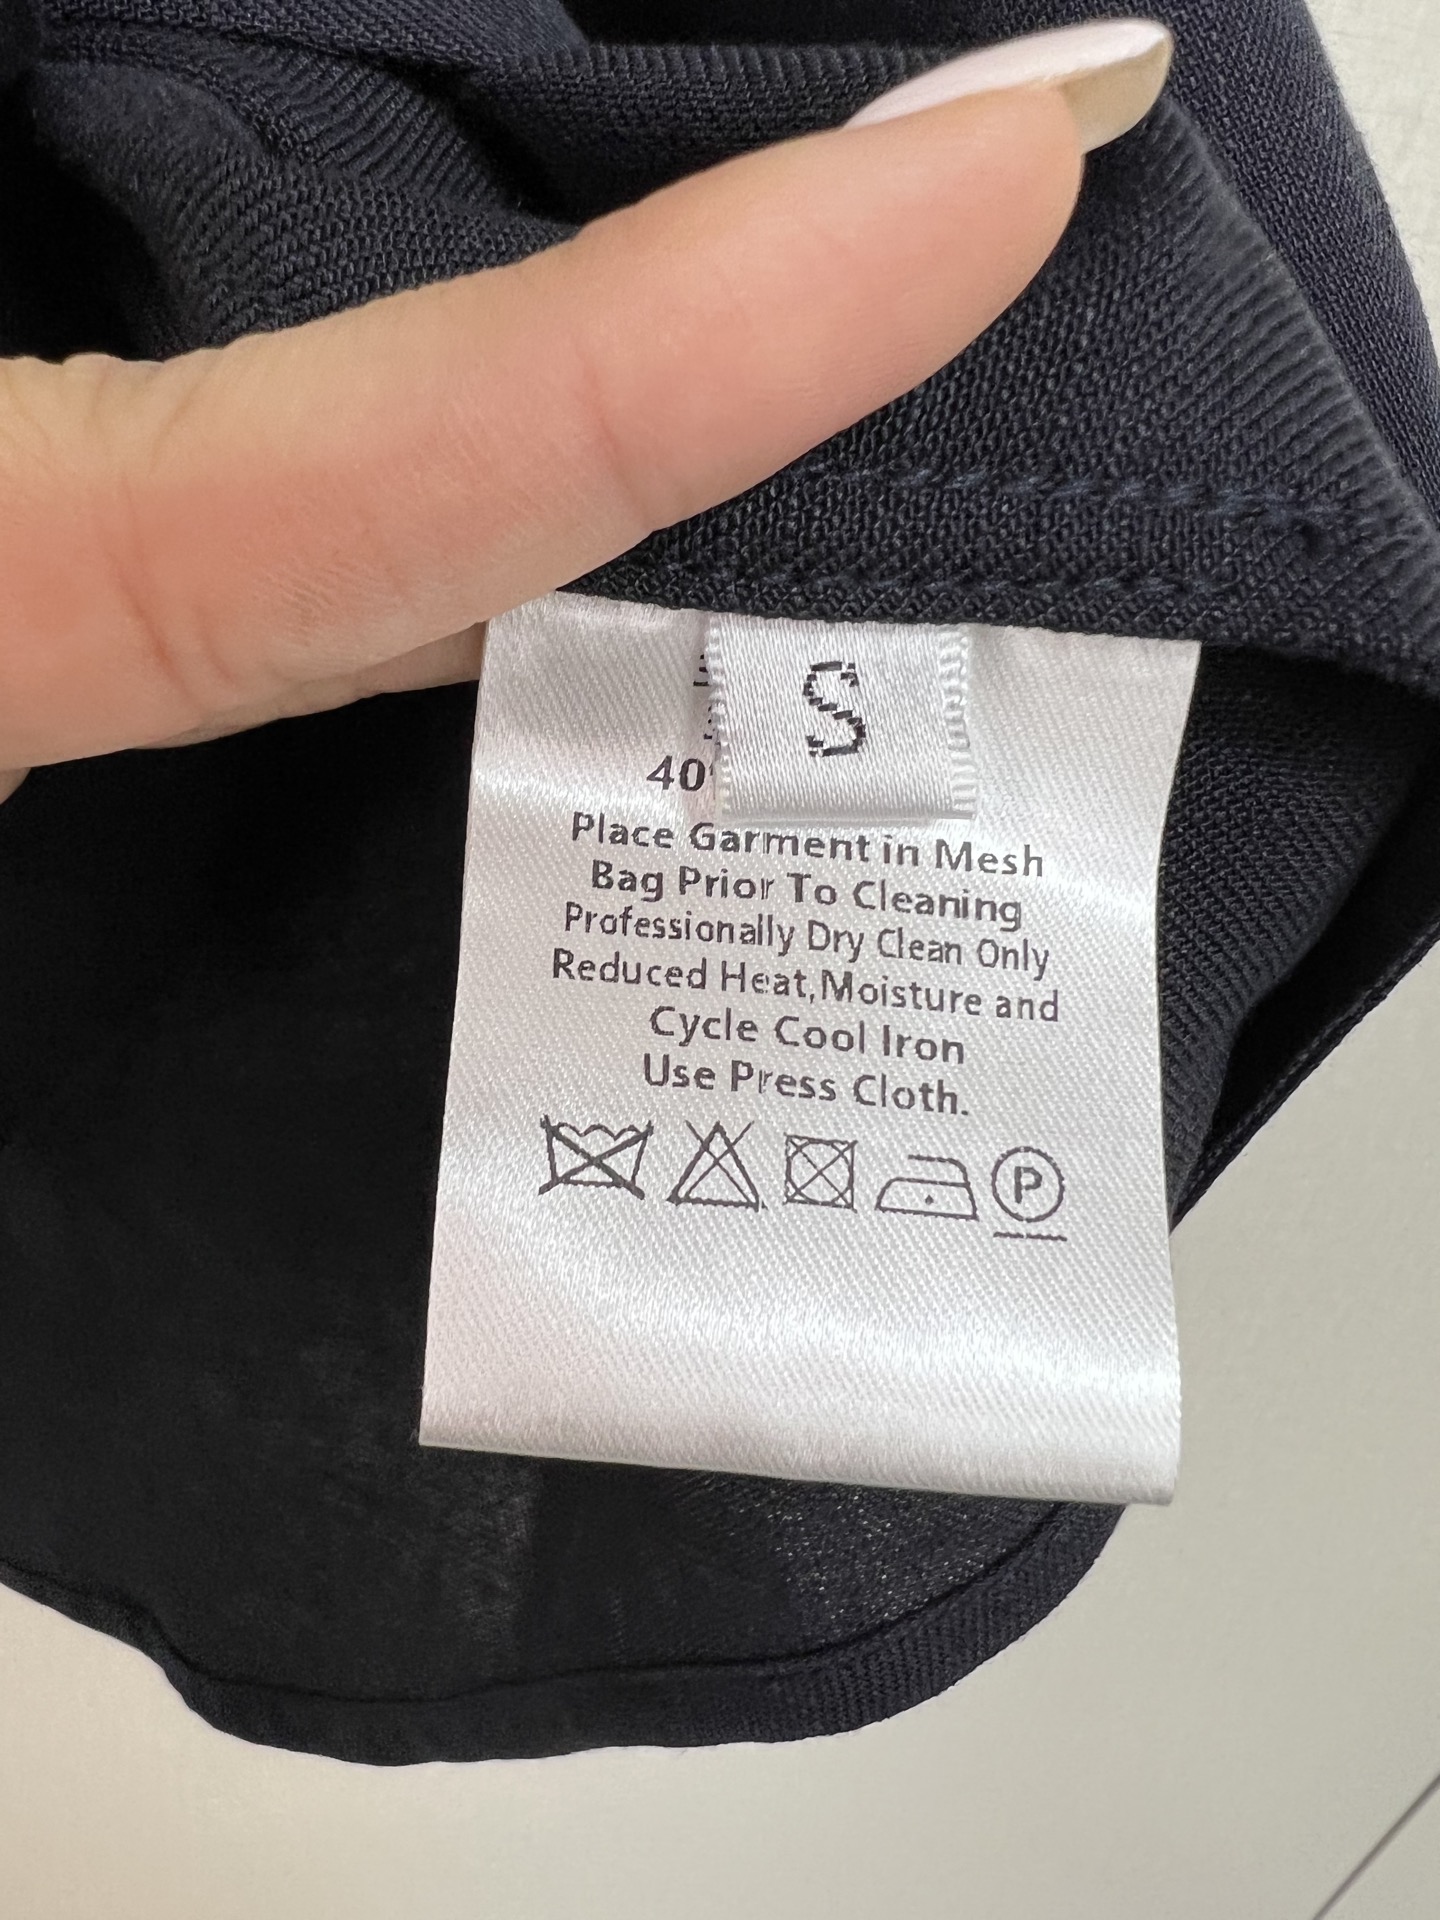 S
40
Place Garment in Mesh
Bag Prior To Cleaning
Professionally Dry Clean Only
Reduced Heat,Moisture and
Cycle Cool Iron
Use Press Cloth.
P